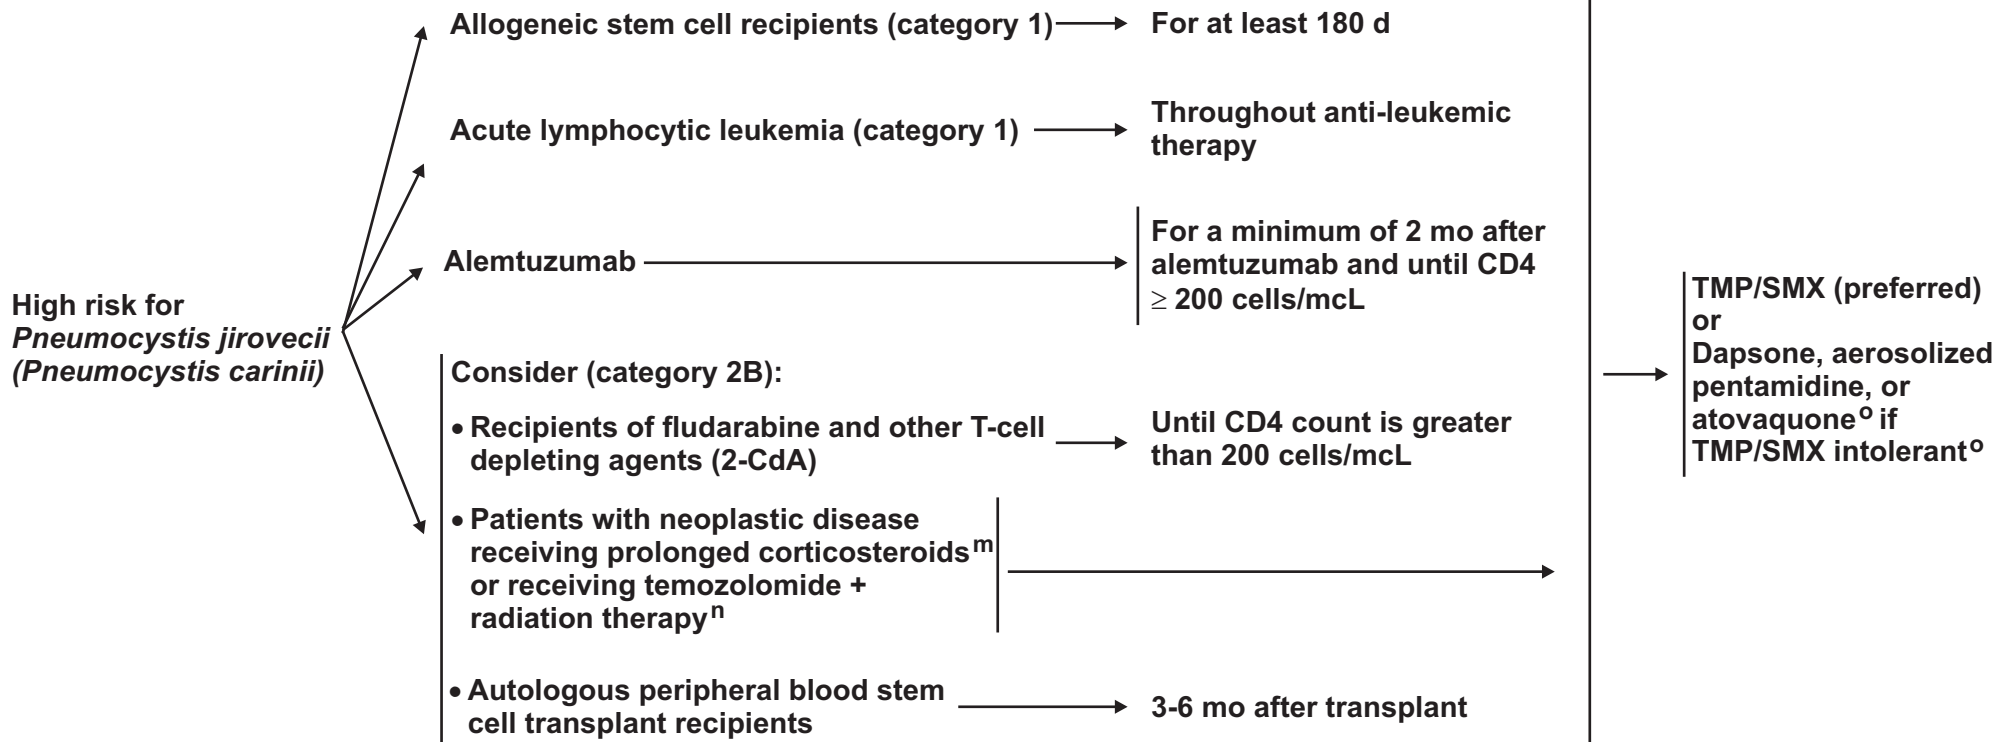 Allogeneic stem cell recipients (category 1)
For at least 180 d
Acute lymphocytic leukemia (category 1)
Throughout anti-leukemic
therapy
Alemtuzumab
For a minimum of 2 mo after
alemtuzumab and until CD4
≥ 200 cells/mcL
High risk for
Pneumocystis jirovecii
(Pneumocystis carinii)
Consider (category 2B):
• Recipients of fludarabine and other T-cell
depleting agents (2-CdA)
Until CD4 count is greater
than 200 cells/mcL
• Patients with neoplastic disease
receiving prolonged corticosteroids m
or receiving temozolomide +
radiation therapy n
• Autologous peripheral blood stem
cell transplant recipients
3-6 mo after transplant
TMP/SMX (preferred)
or
Dapsone, aerosolized
pentamidine, or
atovaquone o if
TMP/SMX intolerant o